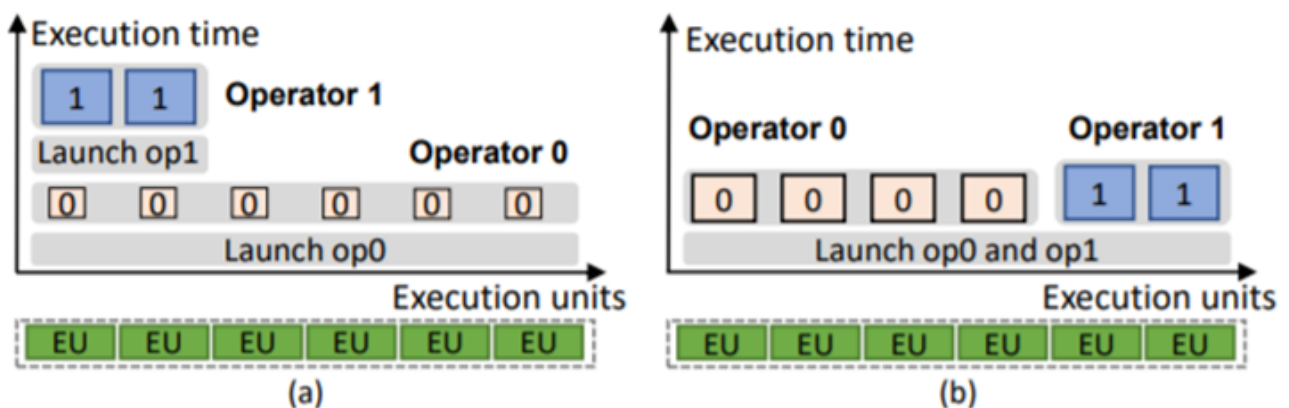 Execution time
1 1 Operator 1
Launch op1 Operator 0
0 0 0 0 0 0
Launch op0
Execution units
EU EU EU EU EU EU
(a)
Execution time
Operator 0 Operator 1
0 0 0 0 1 1
Launch op0 and op1
Execution units
EU EU EU EU EU EU
(b)